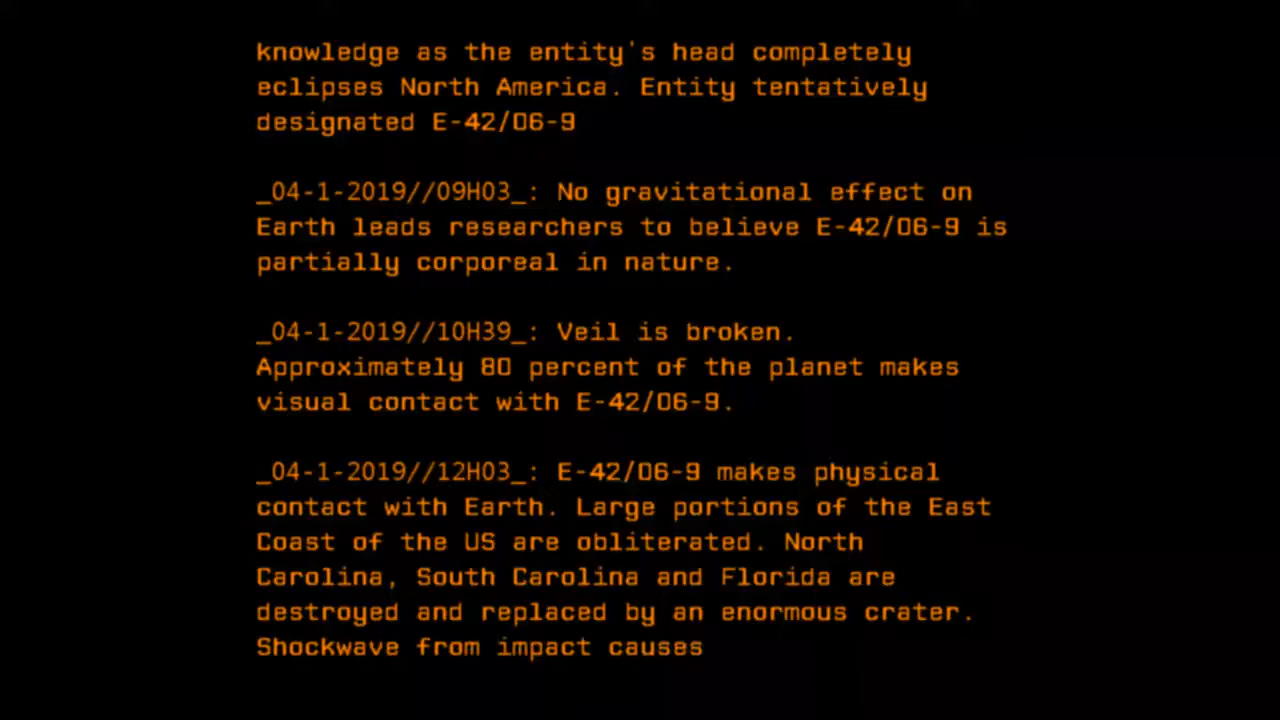 knowledge as the entity's head completely
eclipses North America. Entity tentatively
designated E-42/06-9
_04-1-2019//09H03_: No gravitational effect on
Earth leads researchers to believe E-42/06-9 is
partially corporeal in nature.
_04-1-2019//10H39_: Veil is broken.
Approximately 80 percent of the planet makes
visual contact with E-42/06-9.
_04-1-2019//12H03_: E-42/06-9 makes physical
contact with Earth. Large portions of the East
Coast of the US are obliterated. North
Carolina, South Carolina and Florida are
destroyed and replaced by an enormous crater.
Shockwave from impact causes